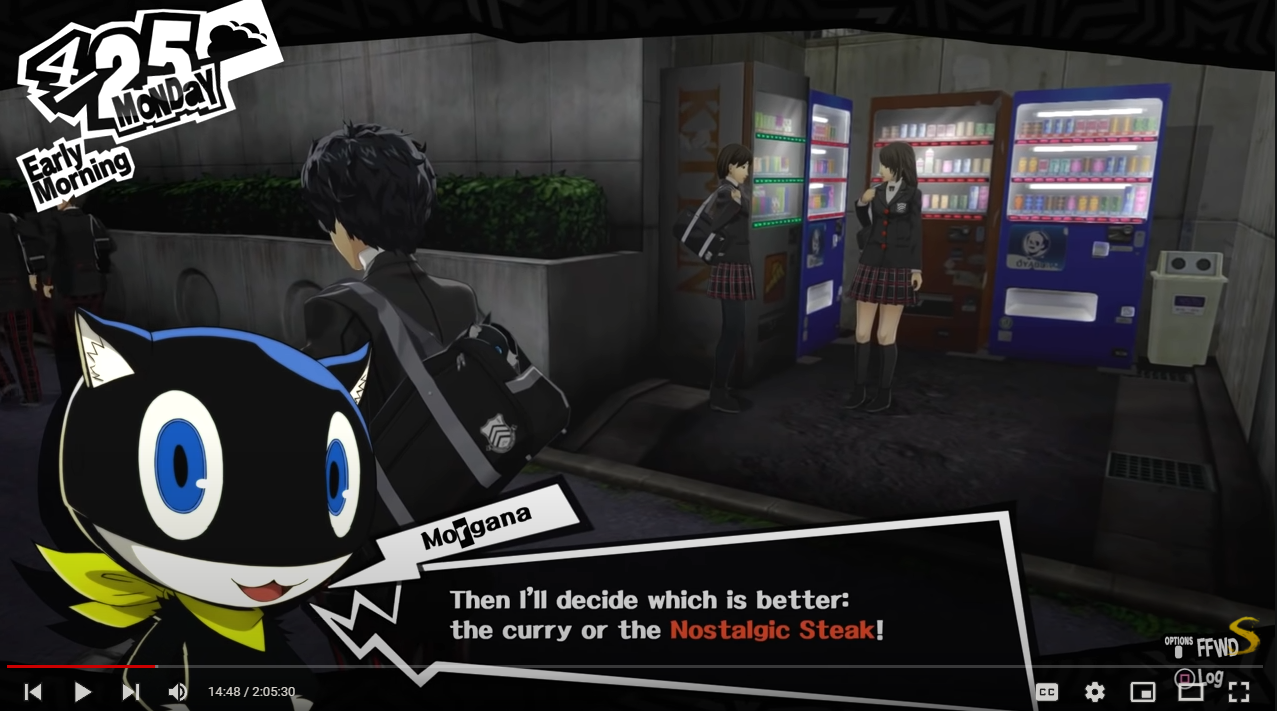 4/25
MONDAY
Early
Morning
Morgana
Then I'll decide which is better:
the curry or the Nostalgic Steak!
OPTIONS
FFWD
Log
14:48 / 2:05:30
CC